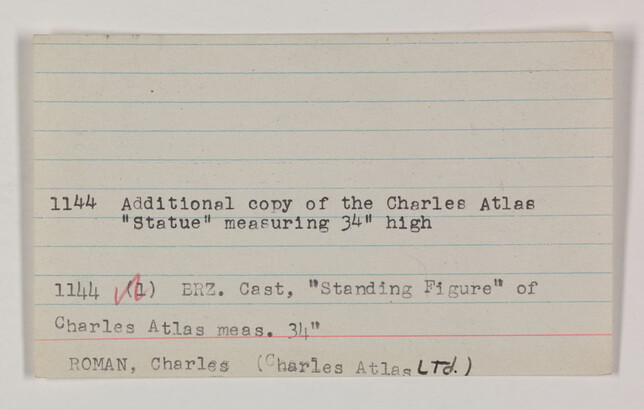 1144 Additional copy of the Charles Atlas
"Statue" measuring 34" high
1144 (1) BRZ. Cast, "Standing Figure" of
Charles Atlas meas. 34"
ROMAN, Charles (Charles Atlas LTd.)